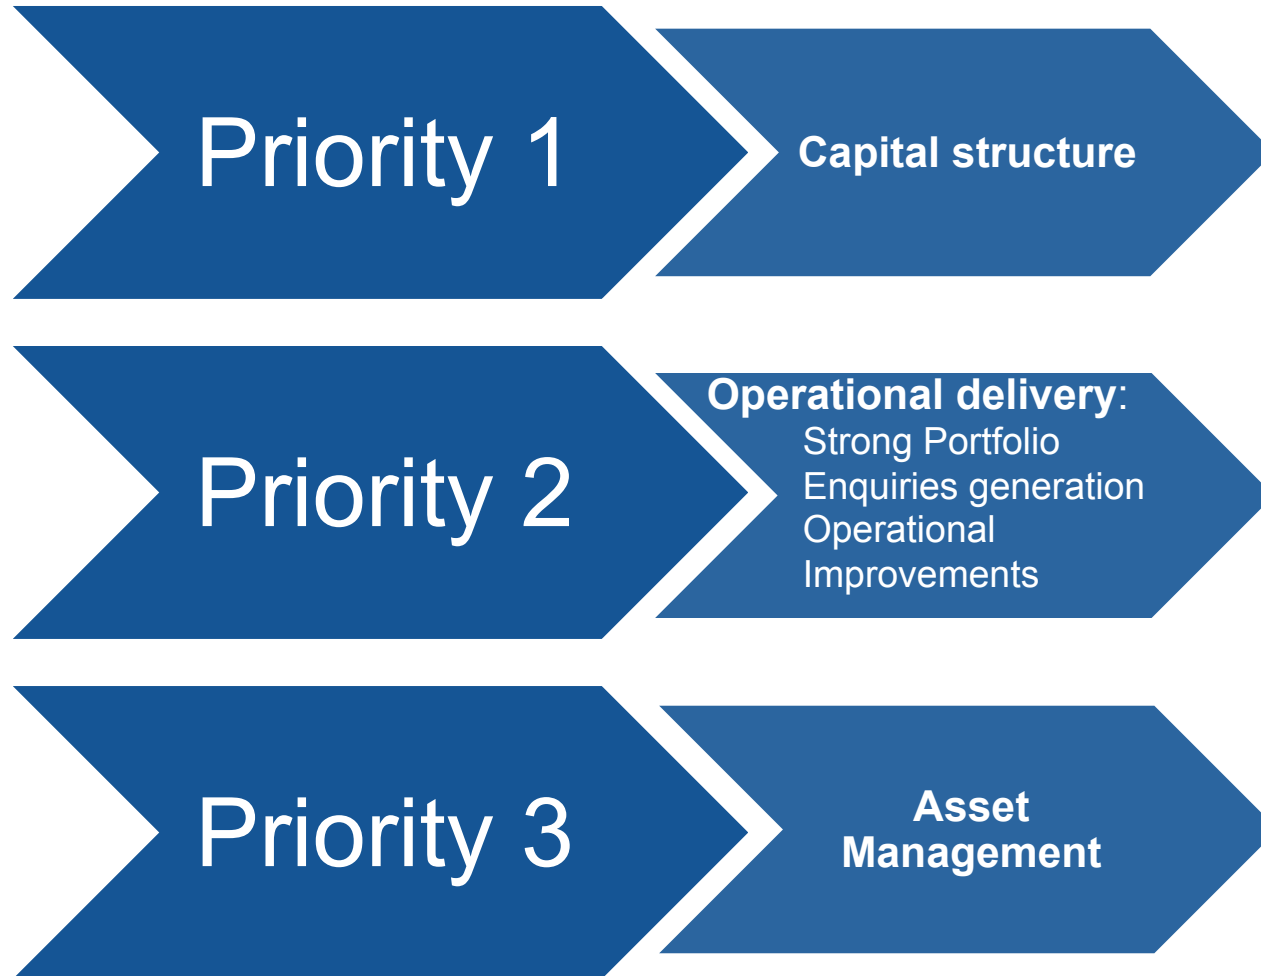 Priority 1
Capital structure
Priority 2
Operational delivery:
Strong Portfolio
Enquiries generation
Operational
Improvements
Priority 3
Asset
Management